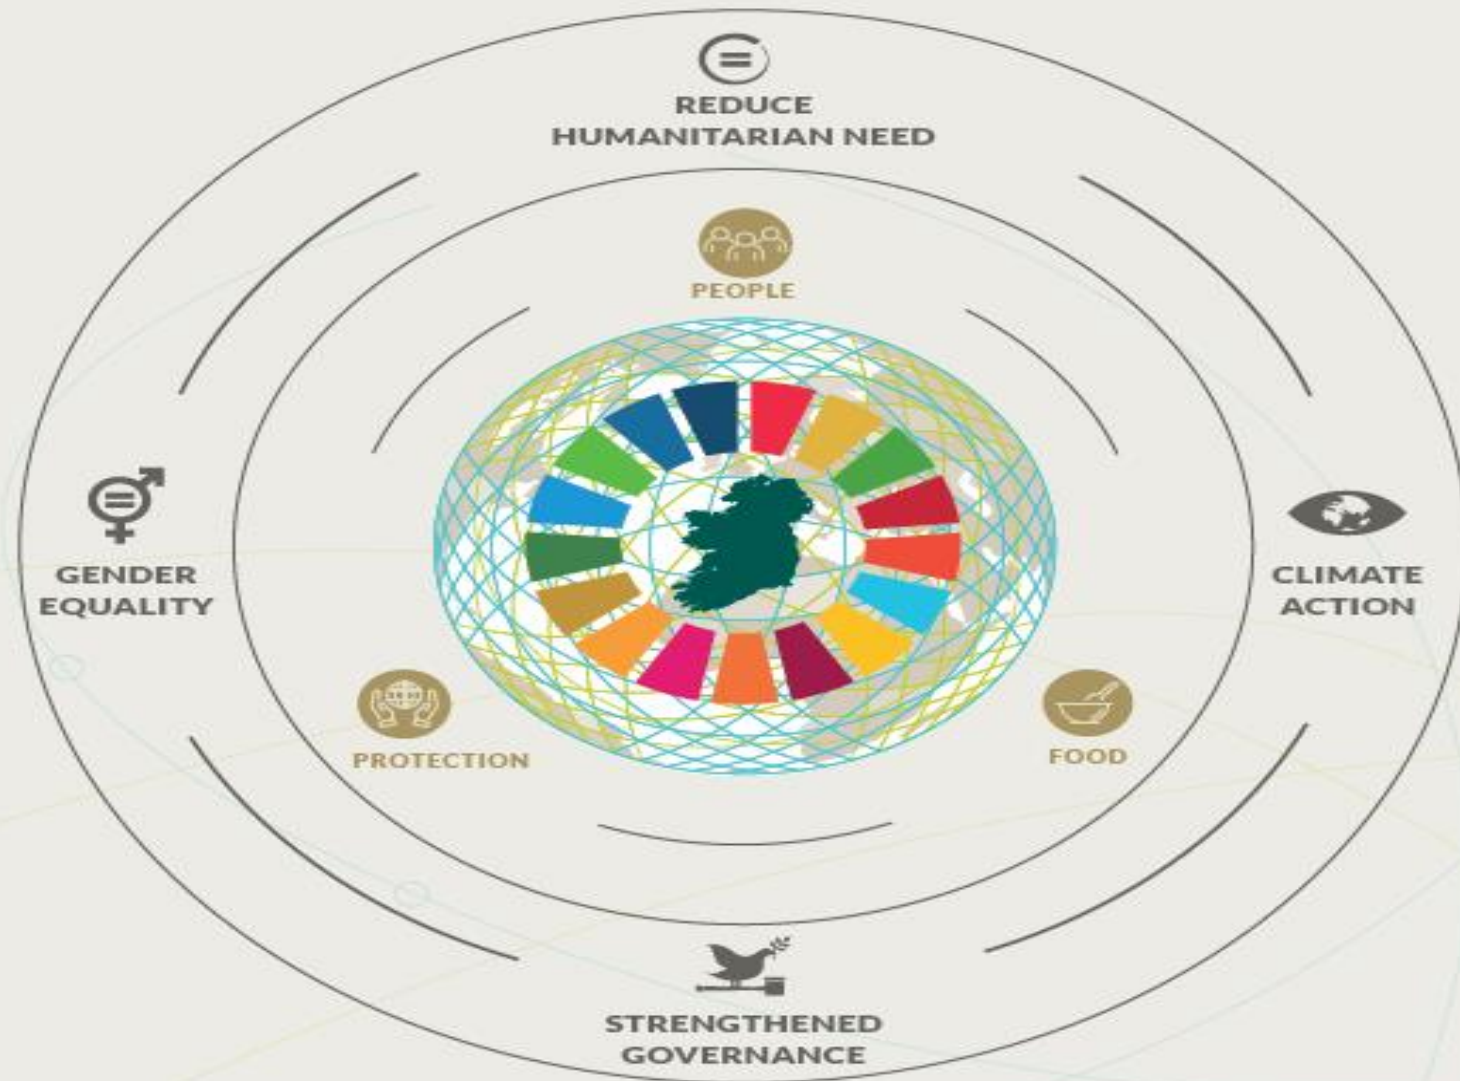 REDUCE
HUMANITARIAN NEED
PEOPLE
GENDER
EQUALITY
CLIMATE
ACTION
PROTECTION
FOOD
STRENGTHENED
GOVERNANCE